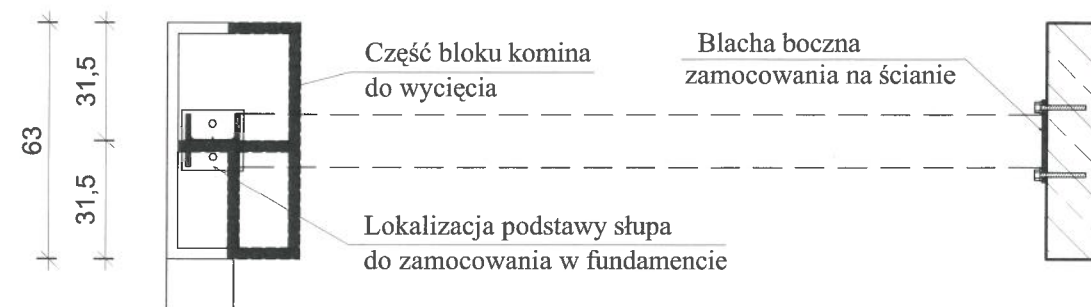 63
31,5
31,5
Część bloku komina
do wycięcia
Blacha boczna
zamocowania na ścianie
Lokalizacja podstawy słupa
do zamocowania w fundamencie